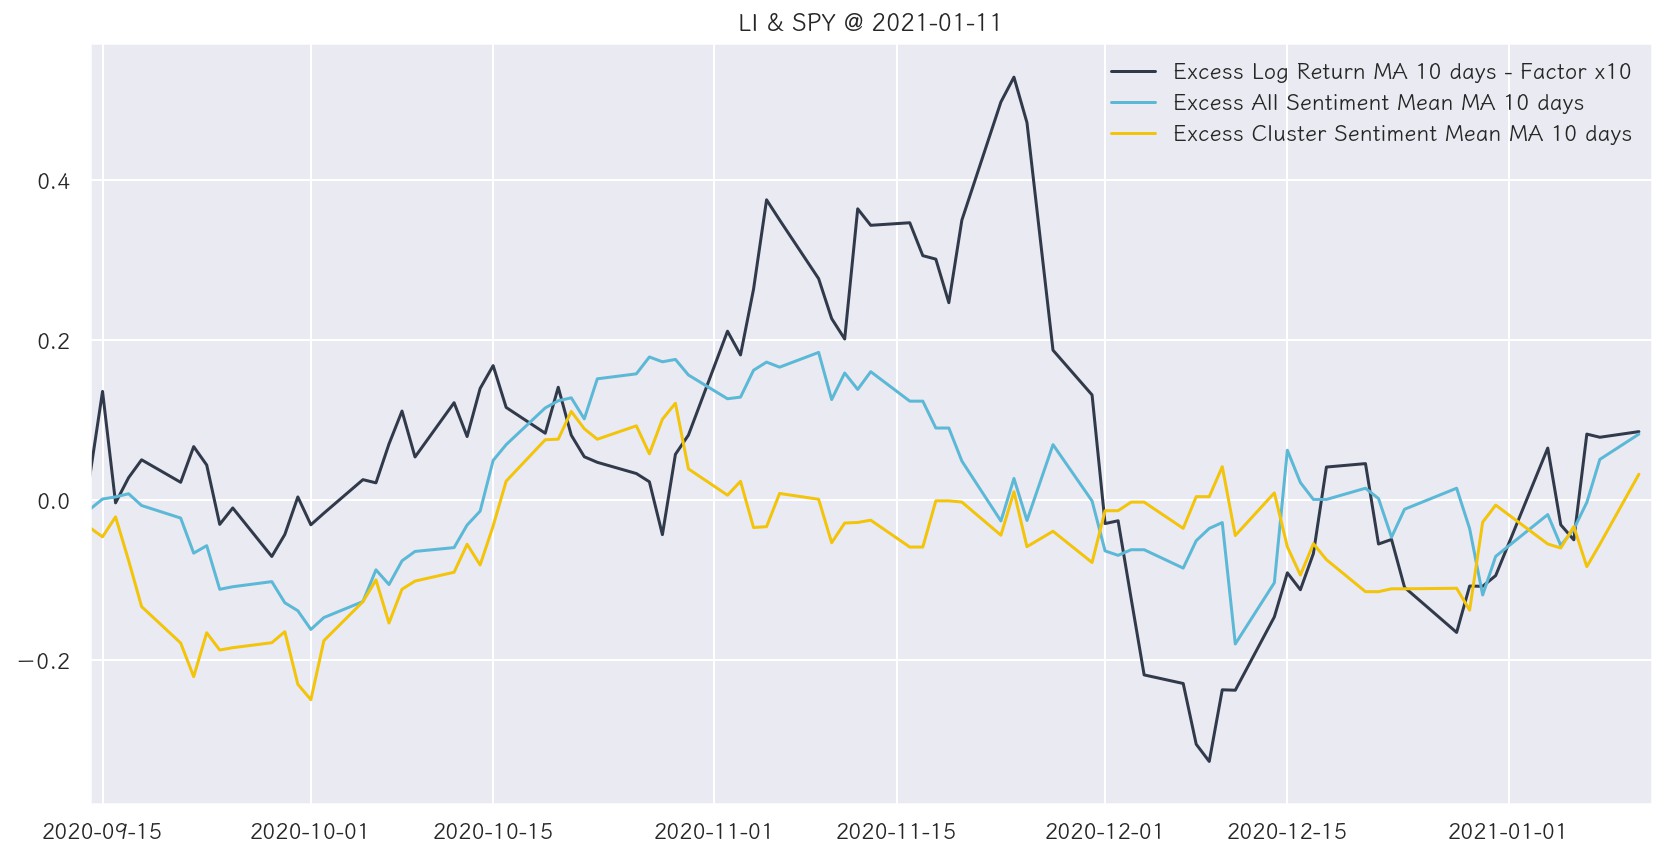 LI & SPY @ 2021-01-11
Excess Log Return MA 10 days - Factor x10
Excess All Sentiment Mean MA 10 days
Excess Cluster Sentiment Mean MA 10 days
0.4
0.2
0.0
−0.2
2020-09-15 2020-10-01 2020-10-15 2020-11-01 2020-11-15 2020-12-01 2020-12-15 2021-01-01